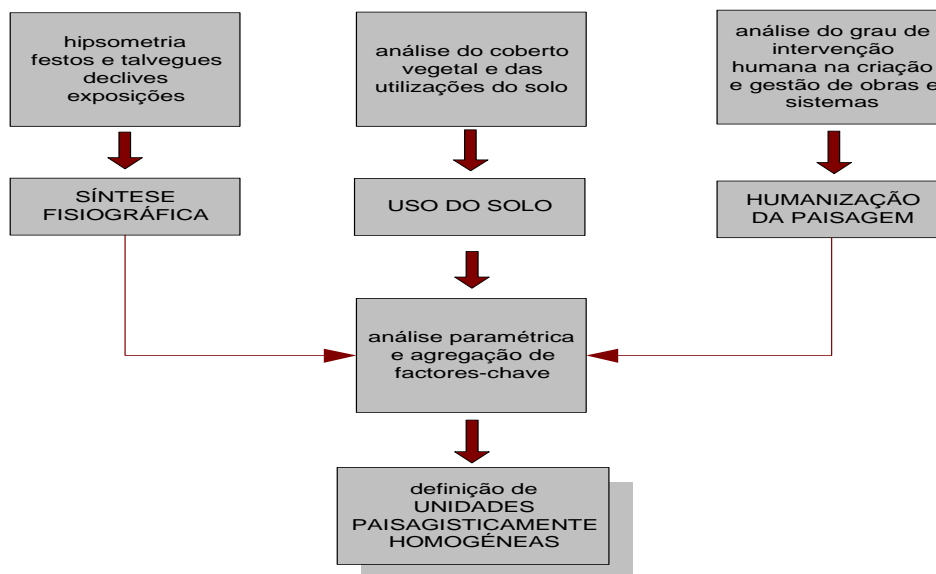 hipsometria
festos e talvegues
declives
exposições
análise do coberto
vegetal e das
utilizações do solo
análise do grau de
intervenção
humana na criação
e gestão de obras e
sistemas
SÍNTESE
FISIOGRÁFICA
USO DO SOLO
HUMANIZAÇÃO
DA PAISAGEM
análise paramétrica
e agregação de
factores-chave
definição de
UNIDADES
PAISAGISTICAMENTE
HOMOGÉNEAS